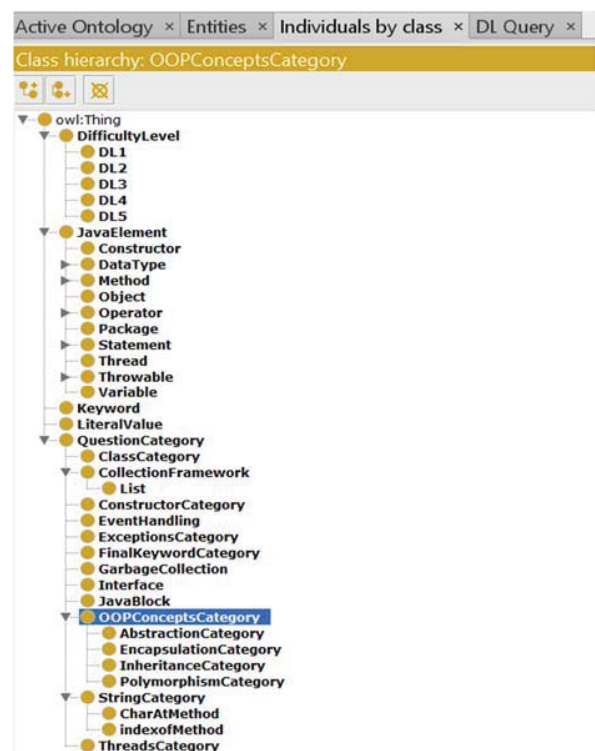 Active Ontology × Entities × Individuals by class × DL Query ×
Class hierarchy: OOPConceptsCategory
owl:Thing
DifficultyLevel
DL1
DL2
DL3
DL4
DL5
JavaElement
Constructor
DataType
Method
Object
Operator
Package
Statement
Thread
Throwable
Variable
Keyword
LiteralValue
QuestionCategory
ClassCategory
CollectionFramework
List
ConstructorCategory
EventHandling
ExceptionsCategory
FinalKeywordCategory
GarbageCollection
Interface
JavaBlock
OOPConceptsCategory
AbstractionCategory
EncapsulationCategory
InheritanceCategory
PolymorphismCategory
StringCategory
CharAtMethod
indexofMethod
ThreadsCategory